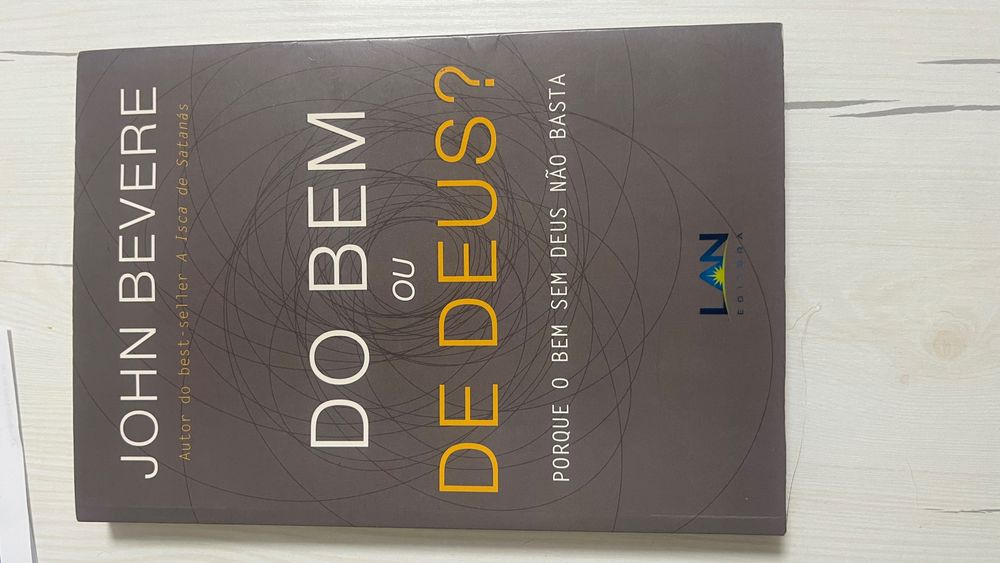 JOHN BEVERE
Autor do best-seller A Isca de Satanás
DO BEM
ou
DE DEUS?
PORQUE O BEM SEM DEUS NÃO BASTA
LAN
EDITORA